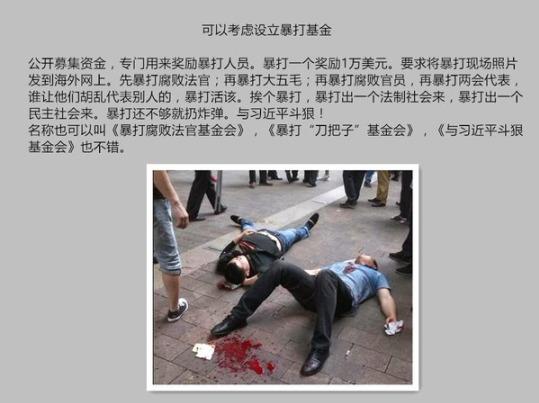 可以考虑设立暴打基金
公开募集资金，专门用来奖励暴打人员。暴打一个奖励1万美元。要求将暴打现场照片
发到海外网上。先暴打腐败法官；再暴打大五毛；再暴打腐败官员，再暴打两会代表，
谁让他们胡乱代表别人的，暴打活该。挨个暴打，暴打出一个法制社会来，暴打出一个
民主社会来。暴打还不够就扔炸弹。与习近平斗狠！
名称也可以叫《暴打腐败法官基金会》，《暴打“刀把子”基金会》，《与习近平斗狠
基金会》也不错。